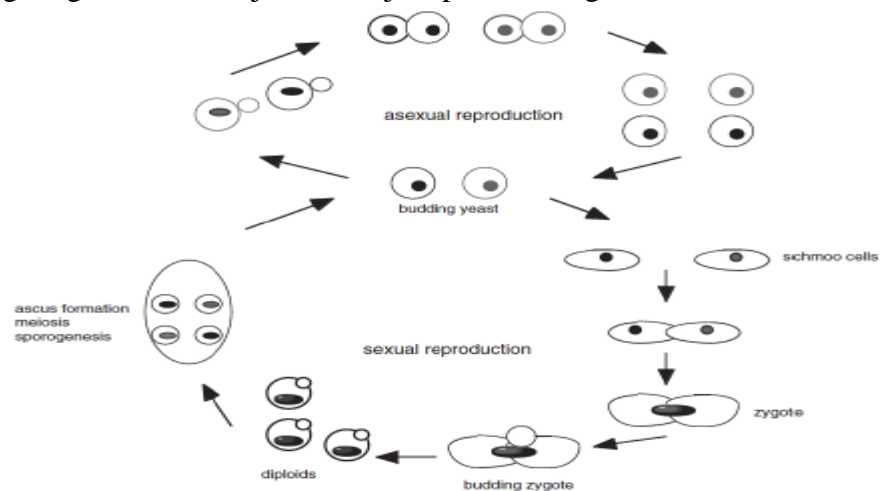 asexual reproduction
budding yeast
schmoo cells
ascus formation
meiosis
sporogenesis
sexual reproduction
zygote
diploids
budding zygote